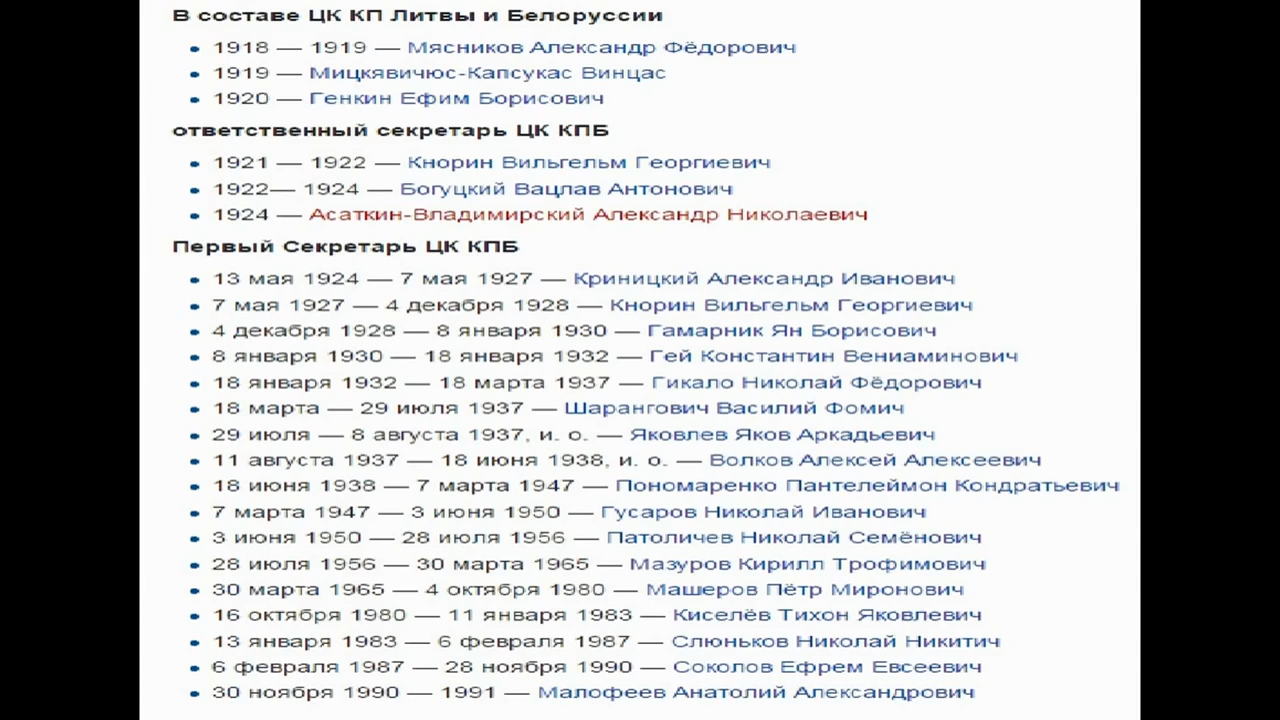 В составе ЦК КП Литвы и Белоруссии
1918 — 1919 — Мясников Александр Фёдорович
1919 — Мицкявичюс-Капсукас Винцас
1920 — Генкин Ефим Борисович
ответственный секретарь ЦК КПБ
1921 — 1922 — Кнорин Вильгельм Георгиевич
1922— 1924 — Богуцкий Вацлав Антонович
1924 — Асаткин-Владимирский Александр Николаевич
Первый Секретарь ЦК КПБ
13 мая 1924 — 7 мая 1927 — Криницкий Александр Иванович
7 мая 1927 — 4 декабря 1928 — Кнорин Вильгельм Георгиевич
4 декабря 1928 — 8 января 1930 — Гамарник Ян Борисович
8 января 1930 — 18 января 1932 — Гей Константин Вениаминович
18 января 1932 — 18 марта 1937 — Гикало Николай Фёдорович
18 марта — 29 июля 1937 — Шарангович Василий Фомич
29 июля — 8 августа 1937, и. о. — Яковлев Яков Аркадьевич
11 августа 1937 — 18 июня 1938, и. о. — Волков Алексей Алексеевич
18 июня 1938 — 7 марта 1947 — Пономаренко Пантелеймон Кондратьевич
7 марта 1947 — 3 июня 1950 — Гусаров Николай Иванович
3 июня 1950 — 28 июля 1956 — Патоличев Николай Семёнович
28 июля 1956 — 30 марта 1965 — Мазуров Кирилл Трофимович
30 марта 1965 — 4 октября 1980 — Машеров Пётр Миронович
16 октября 1980 — 11 января 1983 — Киселёв Тихон Яковлевич
13 января 1983 — 6 февраля 1987 — Слюньков Николай Никитич
6 февраля 1987 — 28 ноября 1990 — Соколов Ефрем Евсеевич
30 ноября 1990 — 1991 — Малофеев Анатолий Александрович